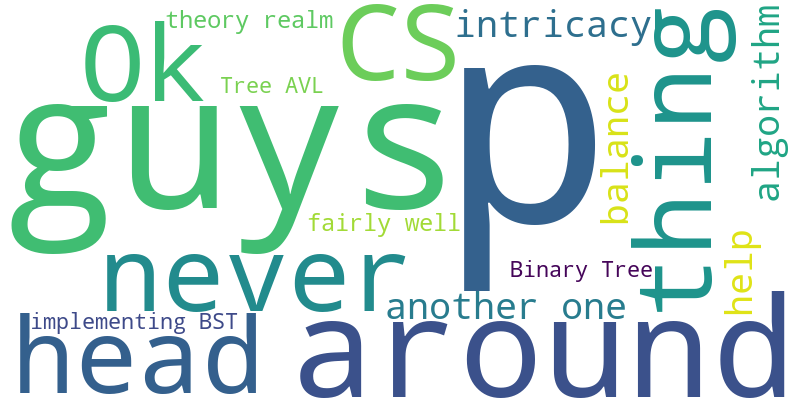 theory realm
ok
CS
intricacy
thing
algorithm
Tree AVL
guys
p
balance
fairly well
never
Binary Tree
help
another one
implementing BST
head
around